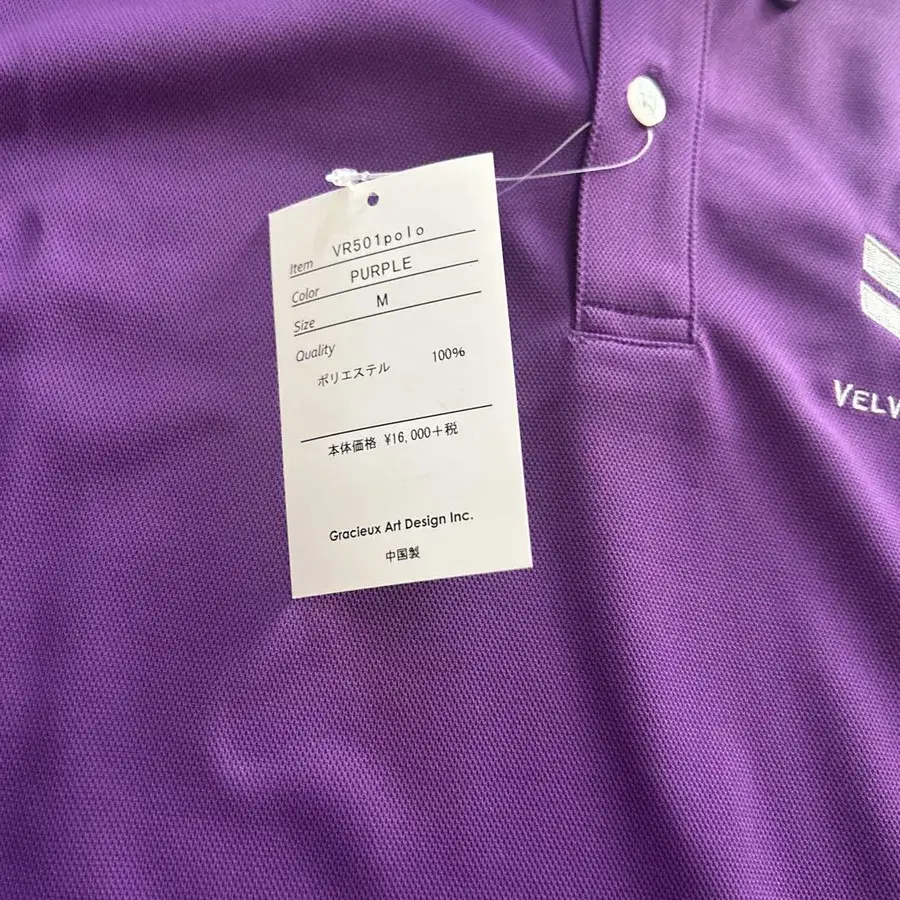 Item VR501polo
Color PURPLE
Size M
Quality
ポリエステル 100%
本体価格 ¥16,000+税
Gracieux Art Design Inc.
中国製
VELV